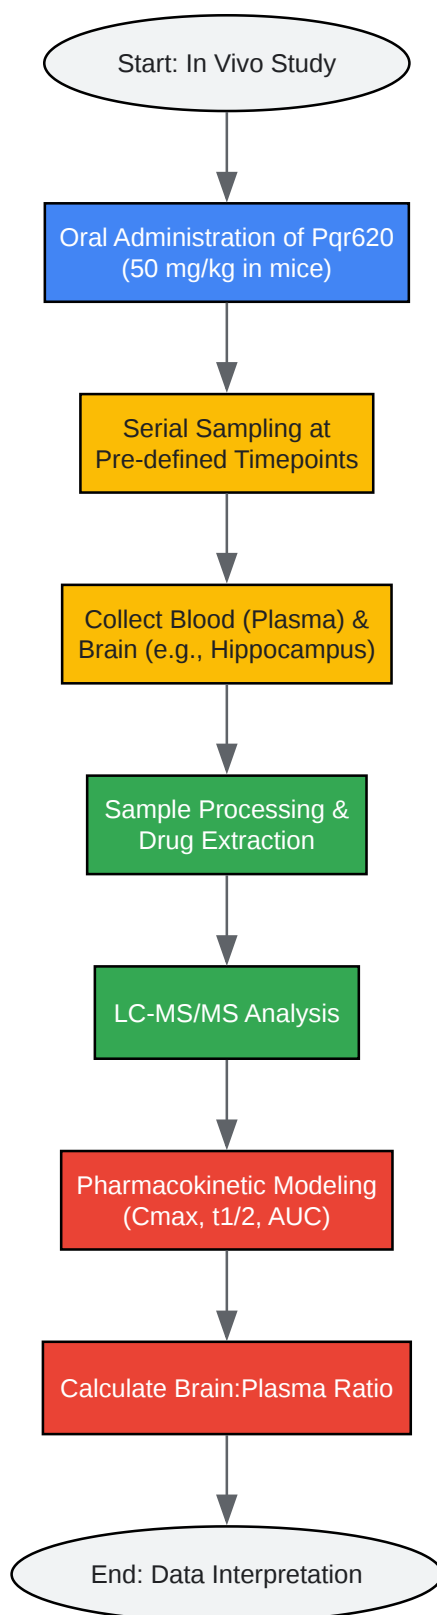 Start: In Vivo Study
Oral Administration of Pqr620
(50 mg/kg in mice)
Serial Sampling at
Pre-defined Timepoints
Collect Blood (Plasma) &
Brain (e.g., Hippocampus)
Sample Processing &
Drug Extraction
LC-MS/MS Analysis
Pharmacokinetic Modeling
(Cmax, t1/2, AUC)
Calculate Brain:Plasma Ratio
End: Data Interpretation